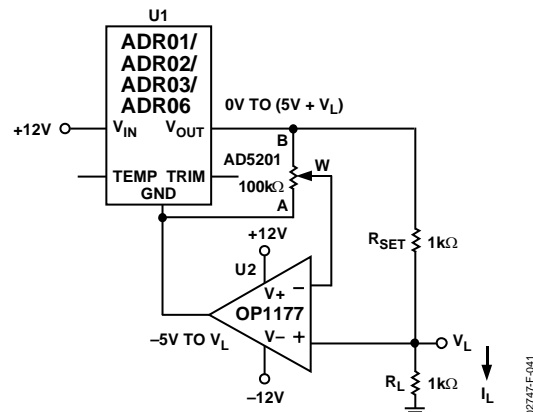 U1
ADR01/
ADR02/
ADR03/
ADR06
0V TO (5V + VL)
+12V
VIN
VOUT
B
AD5201
W
TEMP
TRIM
100kΩ
GND
A
RSET
1kΩ
+12V
U2
V+
–
OP1177
–5V TO VL
V–
+
VL
–12V
RL
1kΩ
IL
02747-F-041